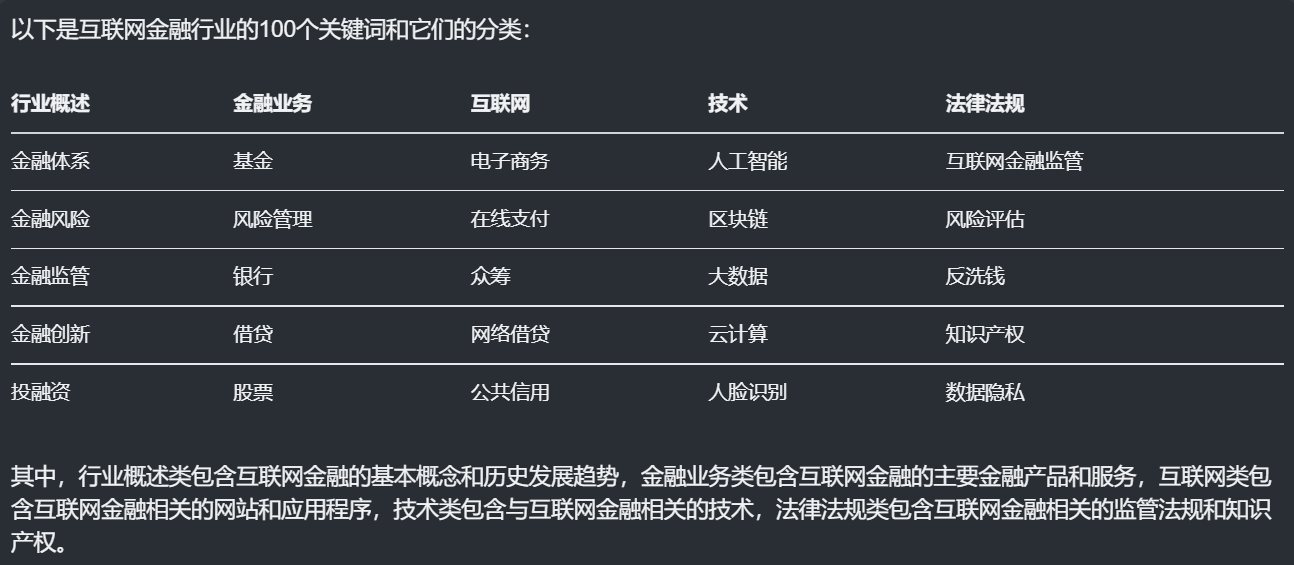 以下是互联网金融行业的100个关键词和它们的分类：
行业概述 金融业务 互联网 技术 法律法规
金融体系 基金 电子商务 人工智能 互联网金融监管
金融风险 风险管理 在线支付 区块链 风险评估
金融监管 银行 众筹 大数据 反洗钱
金融创新 借贷 网络借贷 云计算 知识产权
投融资 股票 公共信用 人脸识别 数据隐私
其中，行业概述类包含互联网金融的基本概念和历史发展趋势，金融业务类包含互联网金融的主要金融产品和服务，互联网类包
含互联网金融相关的网站和应用程序，技术类包含与互联网金融相关的技术，法律法规类包含互联网金融相关的监管法规和知识
产权。